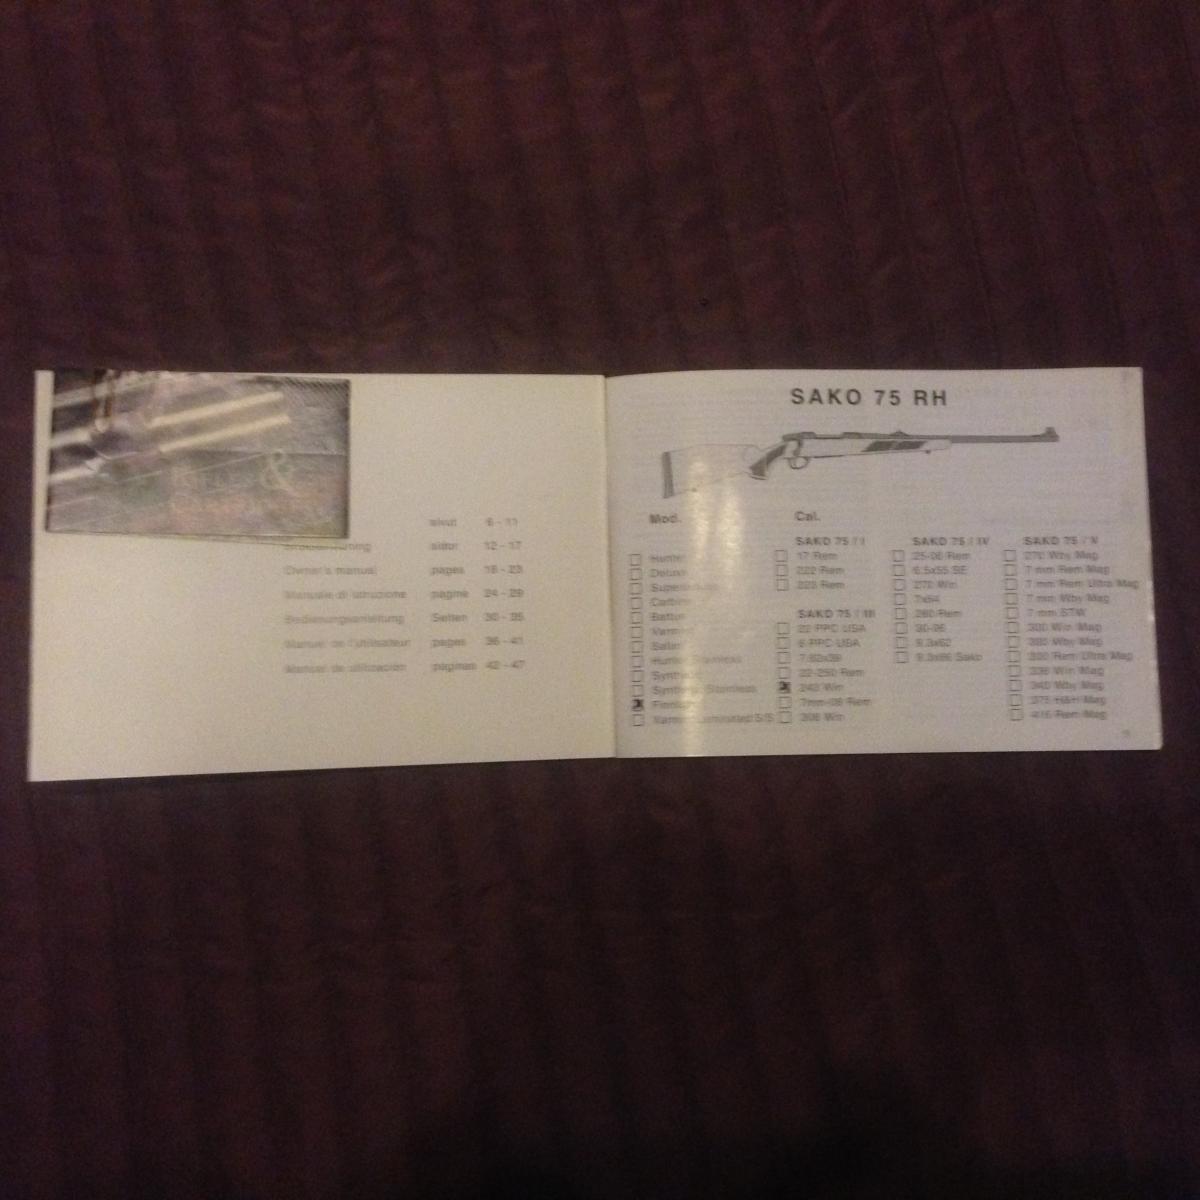 &
sivut 6 - 11
sidor 12 - 17
Owner's manual pages 18 - 23
Manuale di istruzione pagine 24 - 29
Bedienungsanleitung Seiten 30 - 35
Manuel de l'utilisateur pages 36 - 41
Manual de utilización páginas 42 - 47
SAKO 75 RH
Mod. Cal.
SAKO 75 / I
17 Rem
222 Rem
223 Rem
SAKO 75 / III
22 PPC USA
6 PPC USA
7.62x39
22-250 Rem
243 Win
7mm-08 Rem
308 Win
SAKO 75 / IV
25-06 Rem
6.5x55 SE
270 Win
7x64
280 Rem
30-06
9.3x62
9.3x66 Sako
SAKO 75 / V
270 Wby Mag
7 mm Rem Mag
7 mm Rem Ultra Mag
7 mm Wby Mag
7 mm STW
300 Win Mag
300 Wby Mag
300 Rem Ultra Mag
338 Win Mag
340 Wby Mag
375 H&H Mag
416 Rem Mag
Hunter
Deluxe
Battue
Hunter Stainless
Synthetic Stainless
Varmint Laminated S/S